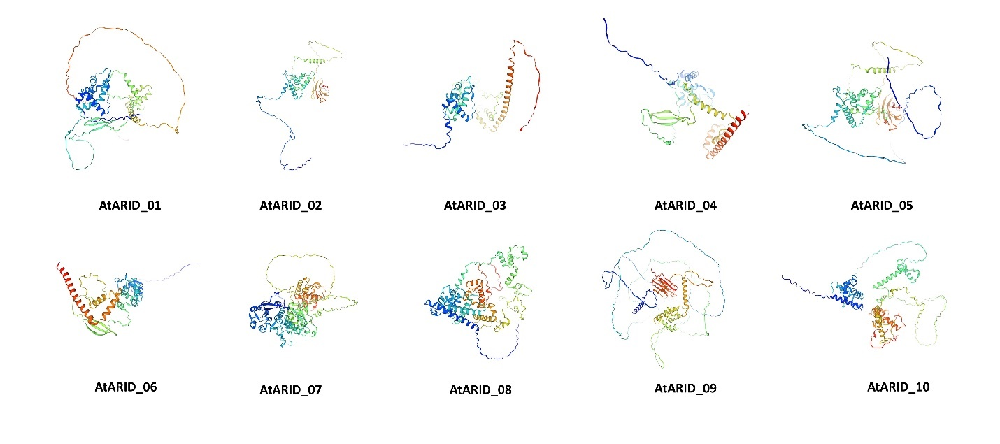 AtARID_01
AtARID_02
AtARID_03
AtARID_04
AtARID_05
AtARID_06
AtARID_07
AtARID_08
AtARID_09
AtARID_10